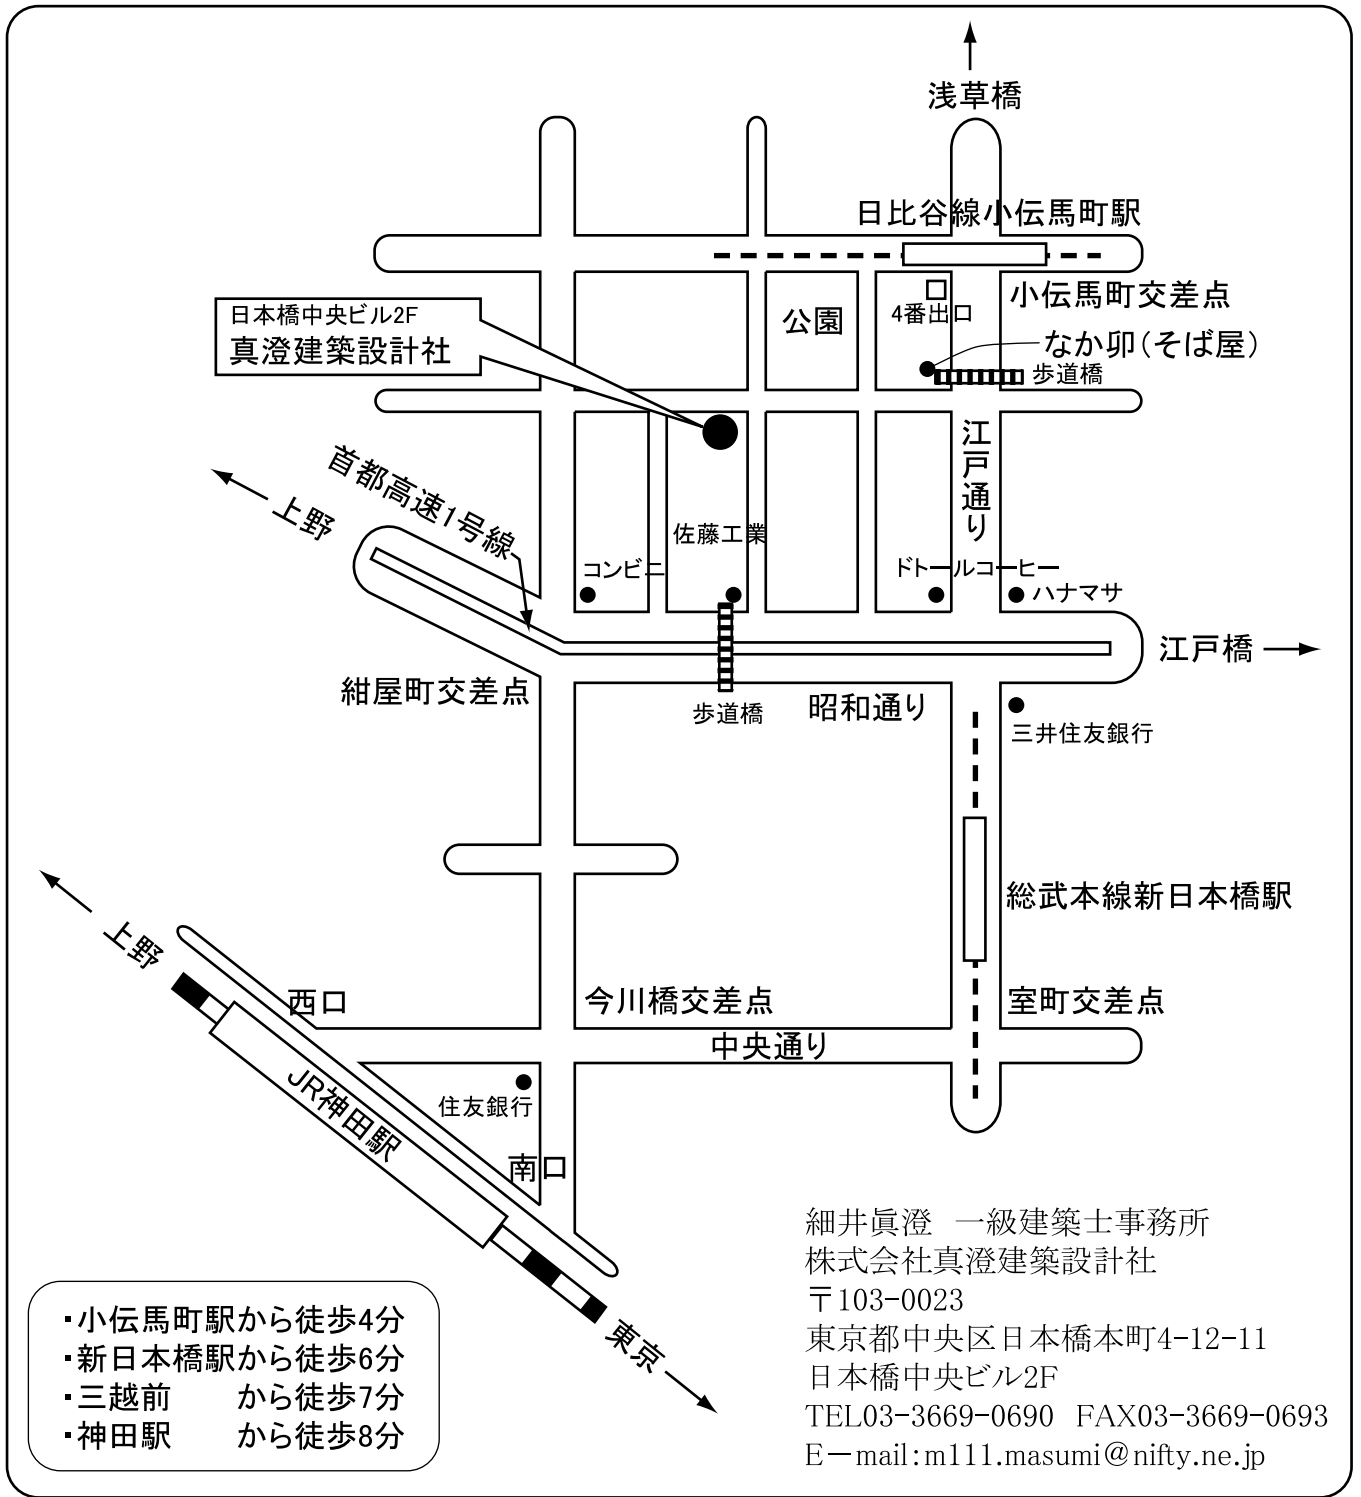 浅草橋
日比谷線小伝馬町駅
小伝馬町交差点
4番出口
公園
なか卯(そば屋)
歩道橋
日本橋中央ビル2F
真澄建築設計社
江戸通り
首都高速1号線
上野
佐藤工業
コンビニ
ドトールコーヒー
ハナマサ
江戸橋
紺屋町交差点
歩道橋
昭和通り
三井住友銀行
総武本線新日本橋駅
上野
西口
今川橋交差点
室町交差点
中央通り
JR神田駅
住友銀行
南口
東京
・小伝馬町駅から徒歩4分
・新日本橋駅から徒歩6分
・三越前 から徒歩7分
・神田駅 から徒歩8分
細井眞澄 一級建築士事務所
株式会社真澄建築設計社
〒103-0023
東京都中央区日本橋本町4-12-11
日本橋中央ビル2F
TEL03-3669-0690 FAX03-3669-0693
E－mail:m111.masumi@nifty.ne.jp